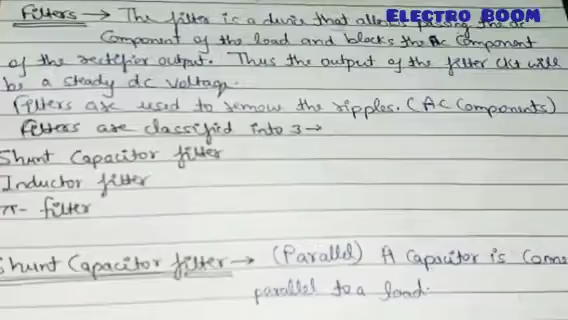 Filters → The filter is a device that passing the dc
ELECTRO BOOM
Component of the load and blocks the Ac Component
of the rectifier output. Thus the output of the filter ckt will
be a steady dc voltage.
Filters are used to remove the ripples. (AC Components)
Filters are classified into 3 →
Shunt Capacitor filter
Inductor filter
π- filter
Shunt Capacitor filter → (Parallel) A Capacitor is
parallel to a load.